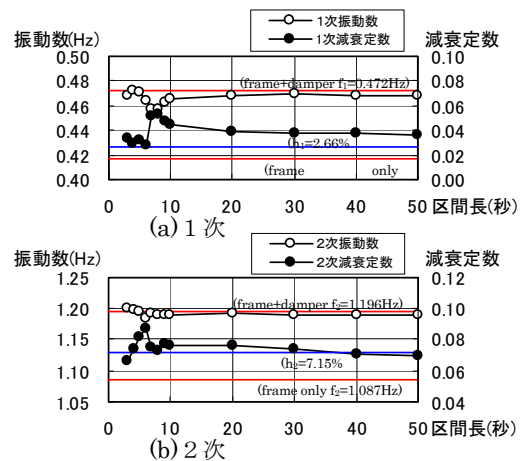 1次振動数
1次減衰定数
振動数(Hz)
減衰定数
0.50
0.48
0.46
0.44
0.42
0.40
(frame+damper f1=0.472Hz)
(h1=2.66%
(frame only
0.10
0.08
0.06
0.04
0.02
0.00
0 10 20 30 40 50 区間長(秒)
(a)１次
2次振動数
2次減衰定数
振動数(Hz)
減衰定数
1.25
1.20
1.15
1.10
1.05
(frame+damper f2=1.196Hz)
(h2=7.15%
(frame only f2=1.087Hz)
0.12
0.10
0.08
0.06
0.04
0 10 20 30 40 50 区間長(秒)
(b)２次